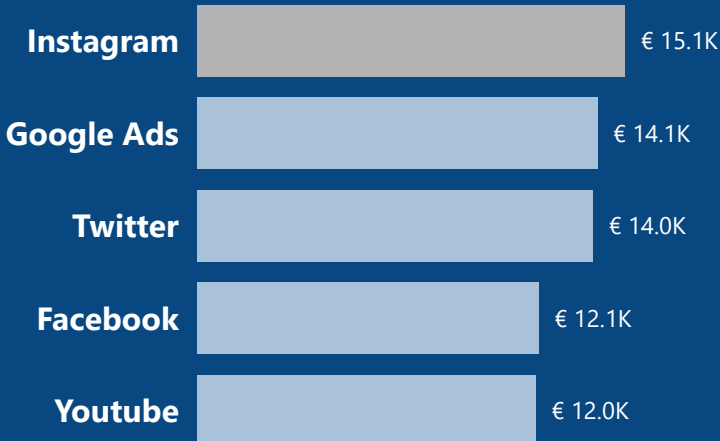 Instagram € 15.1K
Google Ads € 14.1K
Twitter € 14.0K
Facebook € 12.1K
Youtube € 12.0K